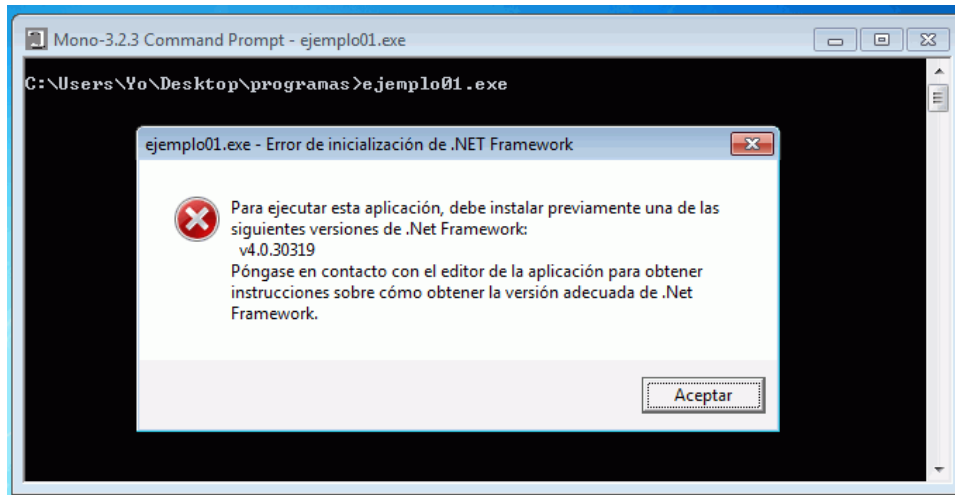 Mono-3.2.3 Command Prompt - ejemplo01.exe
C:\Users\Yo\Desktop\programas>ejemplo01.exe
ejemplo01.exe - Error de inicialización de .NET Framework
Para ejecutar esta aplicación, debe instalar previamente una de las
siguientes versiones de .Net Framework:
v4.0.30319
Póngase en contacto con el editor de la aplicación para obtener
instrucciones sobre cómo obtener la versión adecuada de .Net
Framework.
Aceptar